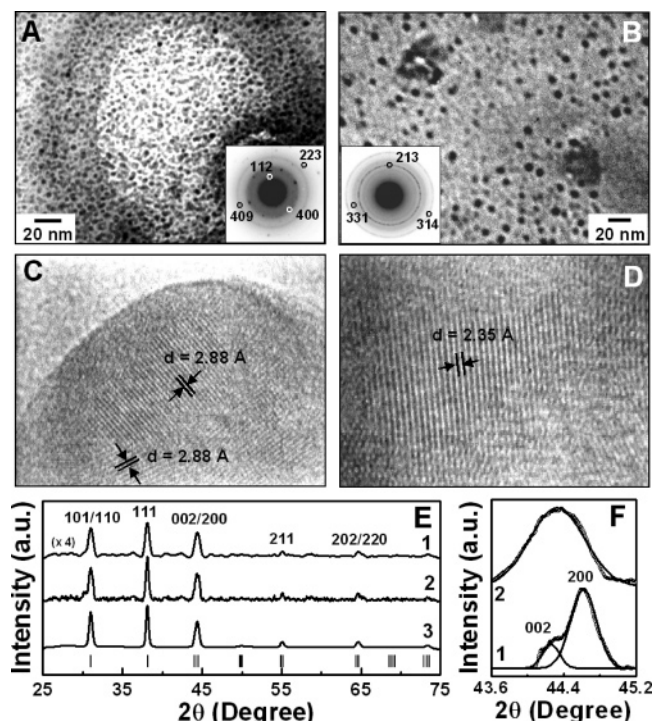 A
B
112
223
409
400
213
331
314
20 nm
20 nm
C
D
d = 2.88 A
d = 2.35 A
d = 2.88 A
E
F
101/110
111
002/200
211
202/220
(x 4)
1
2
3
Intensity (a.u.)
25 35 45 55 65 75
2θ (Degree)
Intensity (a.u.)
200
002
2
1
43.6 44.4 45.2
2θ (Degree)